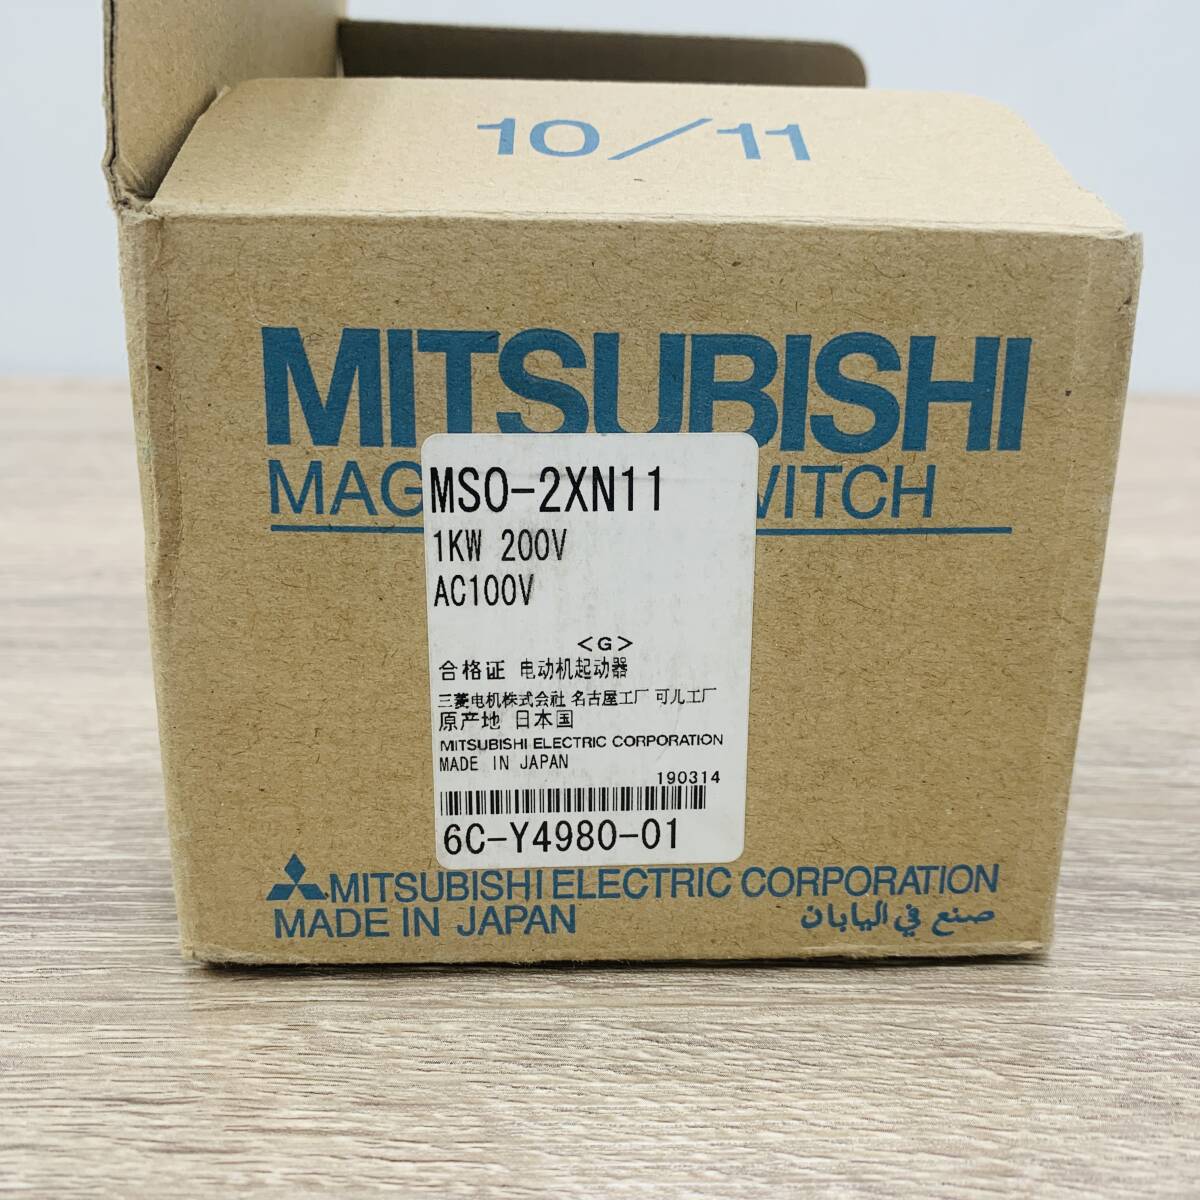 10/11
MITSUBISHI
MAG VITCH
MSO-2XN11
1KW 200V
AC100V
<G>
合格证 电动机起动器
三菱电机株式会社 名古屋工厂 可儿工厂
原产地 日本国
MITSUBISHI ELECTRIC CORPORATION
MADE IN JAPAN
190314
6C-Y4980-01
MITSUBISHI ELECTRIC CORPORATION
MADE IN JAPAN صنع في اليابان